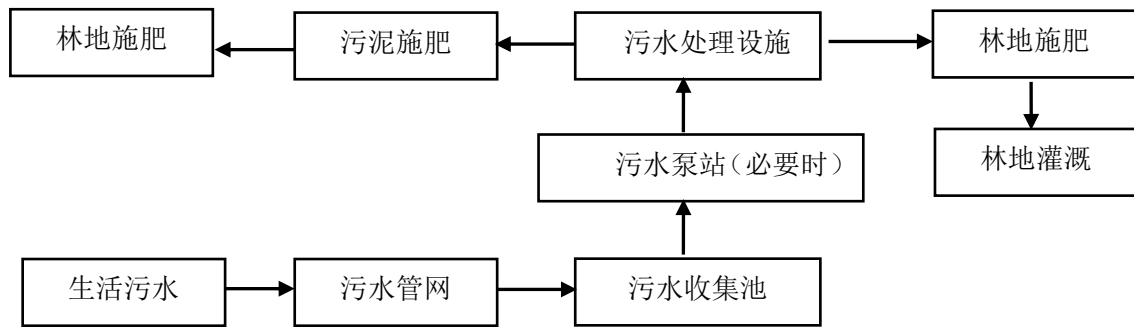 林地施肥
污泥施肥
污水处理设施
林地施肥
污水泵站（必要时）
林地灌溉
生活污水
污水管网
污水收集池